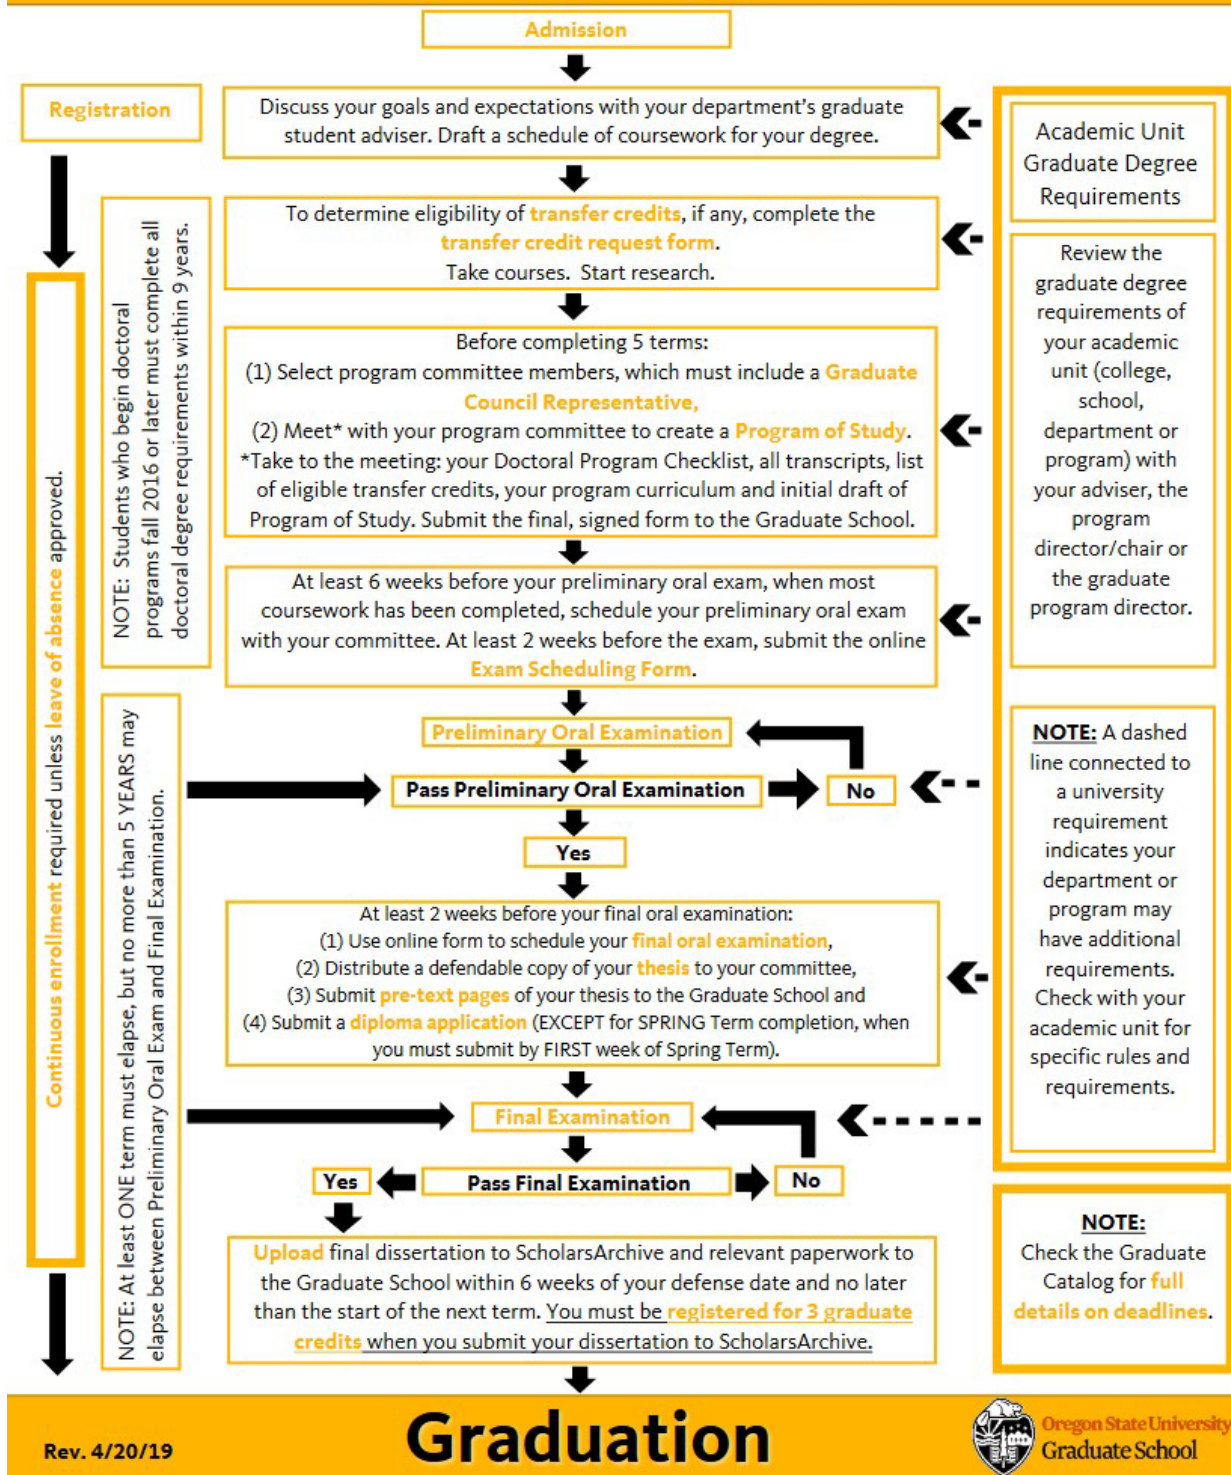 Admission
Registration
Discuss your goals and expectations with your department's graduate
student adviser. Draft a schedule of coursework for your degree.
To determine eligibility of transfer credits, if any, complete the
transfer credit request form.
Take courses. Start research.
Before completing 5 terms:
(1) Select program committee members, which must include a Graduate
Council Representative,
(2) Meet* with your program committee to create a Program of Study.
*Take to the meeting: your Doctoral Program Checklist, all transcripts, list
of eligible transfer credits, your program curriculum and initial draft of
Program of Study. Submit the final, signed form to the Graduate School.
At least 6 weeks before your preliminary oral exam, when most
coursework has been completed, schedule your preliminary oral exam
with your committee. At least 2 weeks before the exam, submit the online
Exam Scheduling Form.
Preliminary Oral Examination
Pass Preliminary Oral Examination
No
Yes
At least 2 weeks before your final oral examination:
(1) Use online form to schedule your final oral examination,
(2) Distribute a defendable copy of your thesis to your committee,
(3) Submit pre-text pages of your thesis to the Graduate School and
(4) Submit a diploma application (EXCEPT for SPRING Term completion, when
you must submit by FIRST week of Spring Term).
Final Examination
Yes
Pass Final Examination
No
Upload final dissertation to ScholarsArchive and relevant paperwork to
the Graduate School within 6 weeks of your defense date and no later
than the start of the next term. You must be registered for 3 graduate
credits when you submit your dissertation to ScholarsArchive.
Continuous enrollment required unless leave of absence approved.
NOTE: Students who begin doctoral
programs fall 2016 or later must complete all
doctoral degree requirements within 9 years.
NOTE: At least ONE term must elapse, but no more than 5 YEARS may
elapse between Preliminary Oral Exam and Final Examination.
Academic Unit
Graduate Degree
Requirements
Review the
graduate degree
requirements of
your academic
unit (college,
school,
department or
program) with
your adviser, the
program
director/chair or
the graduate
program director.
NOTE: A dashed
line connected to
a university
requirement
indicates your
department or
program may
have additional
requirements.
Check with your
academic unit for
specific rules and
requirements.
NOTE:
Check the Graduate
Catalog for full
details on deadlines.
Rev. 4/20/19
Graduation
Oregon State University
Graduate School